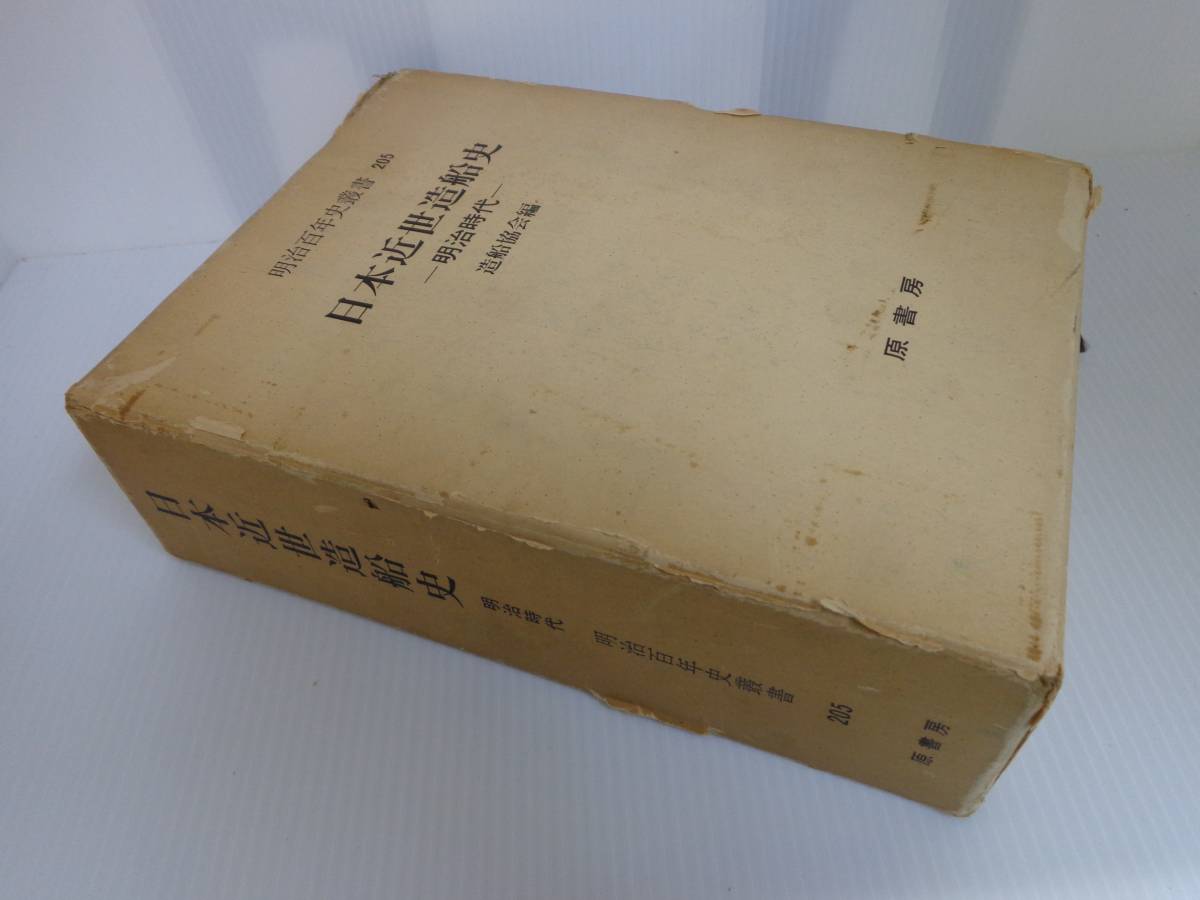 明治百年史叢書 205
日本近世造船史
―明治時代―
造船協会編
原書房
日本近世造船史 明治時代 明治百年史叢書 205 原書房